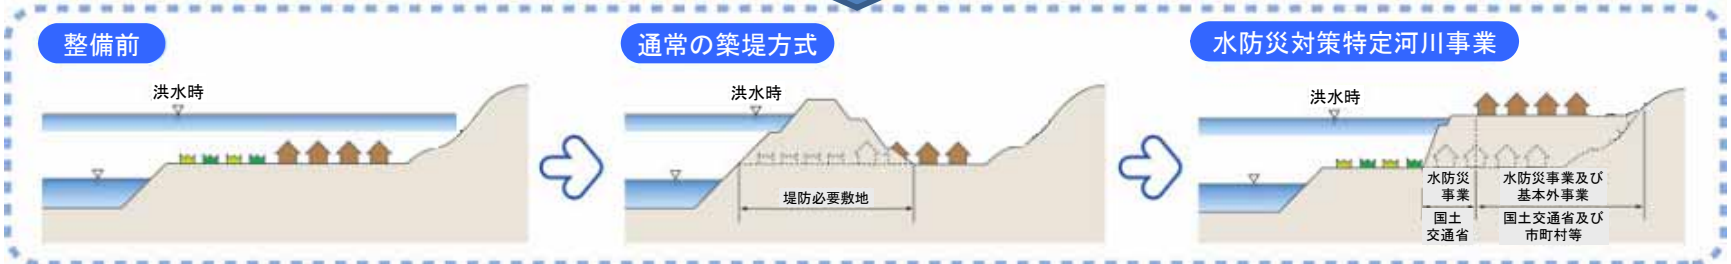 整備前
洪水時
通常の築堤方式
洪水時
堤防必要敷地
水防災対策特定河川事業
洪水時
水防災
事業
水防災事業及び
基本外事業
国土
交通省
国土交通省及び
市町村等